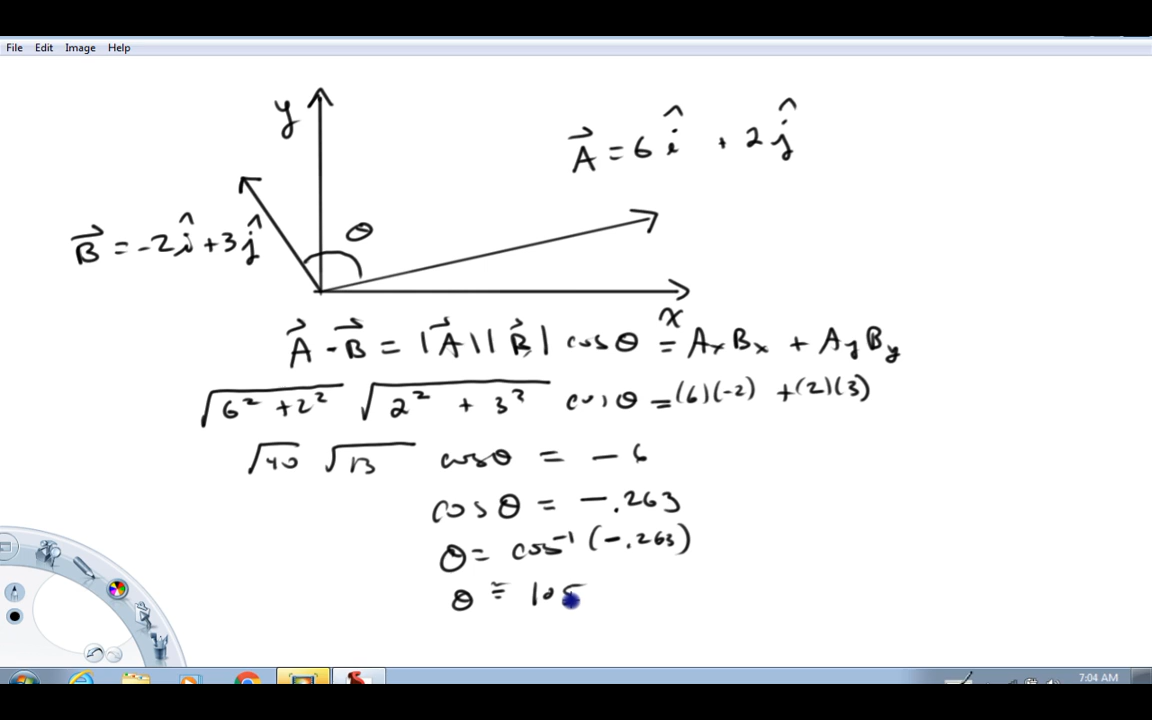 File Edit Image Help
y
A⃗ = 6 î + 2 ĵ
θ
B⃗ = -2 î + 3 ĵ
x
A⃗ - B⃗ = |A⃗||B⃗| cos θ = AₓBₓ + AyBy
√(6² + 2²) √(2² + 3²) cos θ = (6)(-2) + (2)(3)
√40 √13 cos θ = - 6
cos θ = -.263
θ = cos⁻¹ (-.263)
θ = 105
7:04 AM